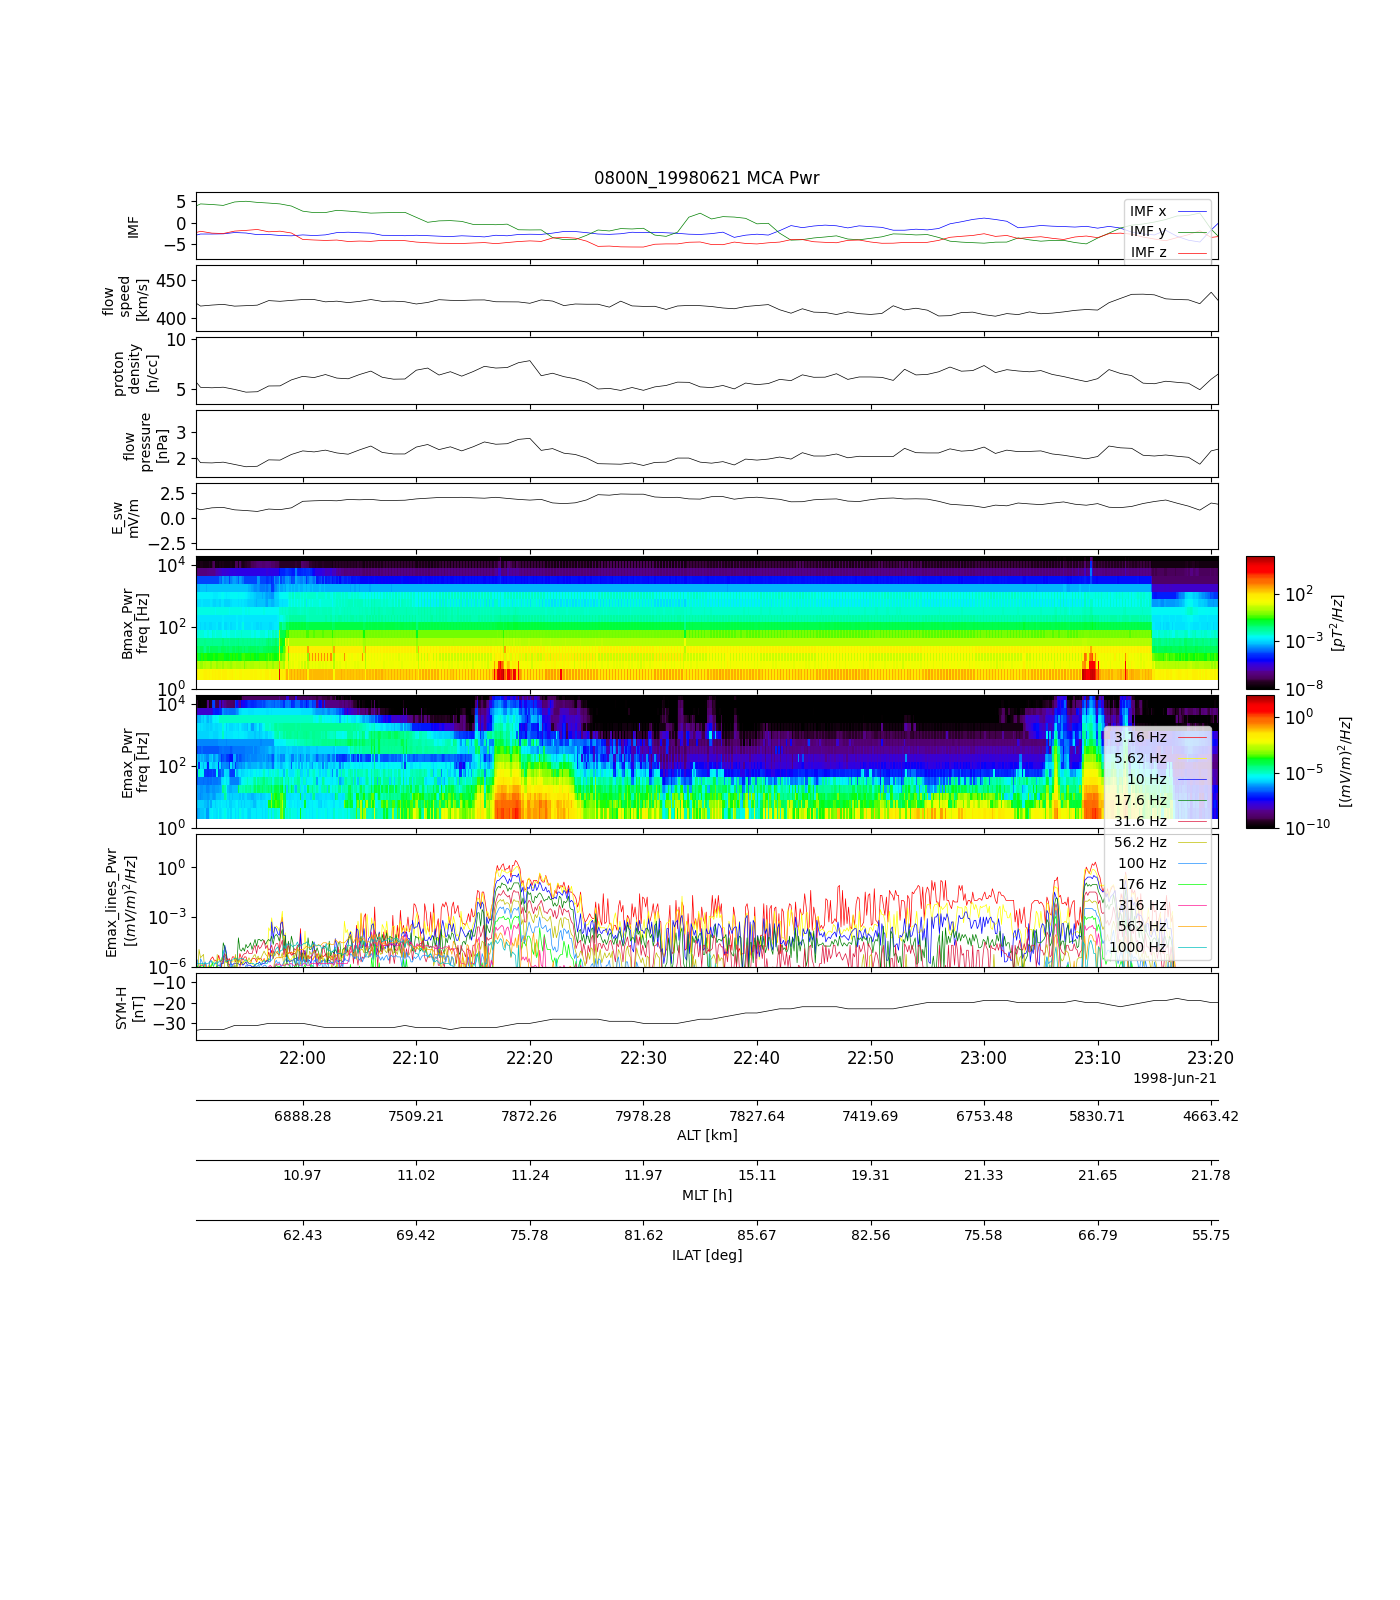 0800N_19980621 MCA Pwr
IMF
5
0
−5
IMF x
IMF y
IMF z
flow
speed
[km/s]
450
400
proton
density
[n/cc]
10
5
flow
pressure
[nPa]
3
2
E_sw
mV/m
2.5
0.0
−2.5
Bmax_Pwr
freq [Hz]
10^4
10^2
10^0
10^2
10^-3
10^-8
[pT^2/Hz]
Emax_Pwr
freq [Hz]
10^4
10^2
10^0
10^0
10^-5
10^-10
[(mV/m)^2/Hz]
3.16 Hz
5.62 Hz
10 Hz
17.6 Hz
31.6 Hz
56.2 Hz
100 Hz
176 Hz
316 Hz
562 Hz
1000 Hz
Emax_lines_Pwr
[(mV/m)^2/Hz]
10^0
10^-3
10^-6
SYM-H
[nT]
−10
−20
−30
22:00 22:10 22:20 22:30 22:40 22:50 23:00 23:10 23:20
1998-Jun-21
6888.28 7509.21 7872.26 7978.28 7827.64 7419.69 6753.48 5830.71 4663.42
ALT [km]
10.97 11.02 11.24 11.97 15.11 19.31 21.33 21.65 21.78
MLT [h]
62.43 69.42 75.78 81.62 85.67 82.56 75.58 66.79 55.75
ILAT [deg]